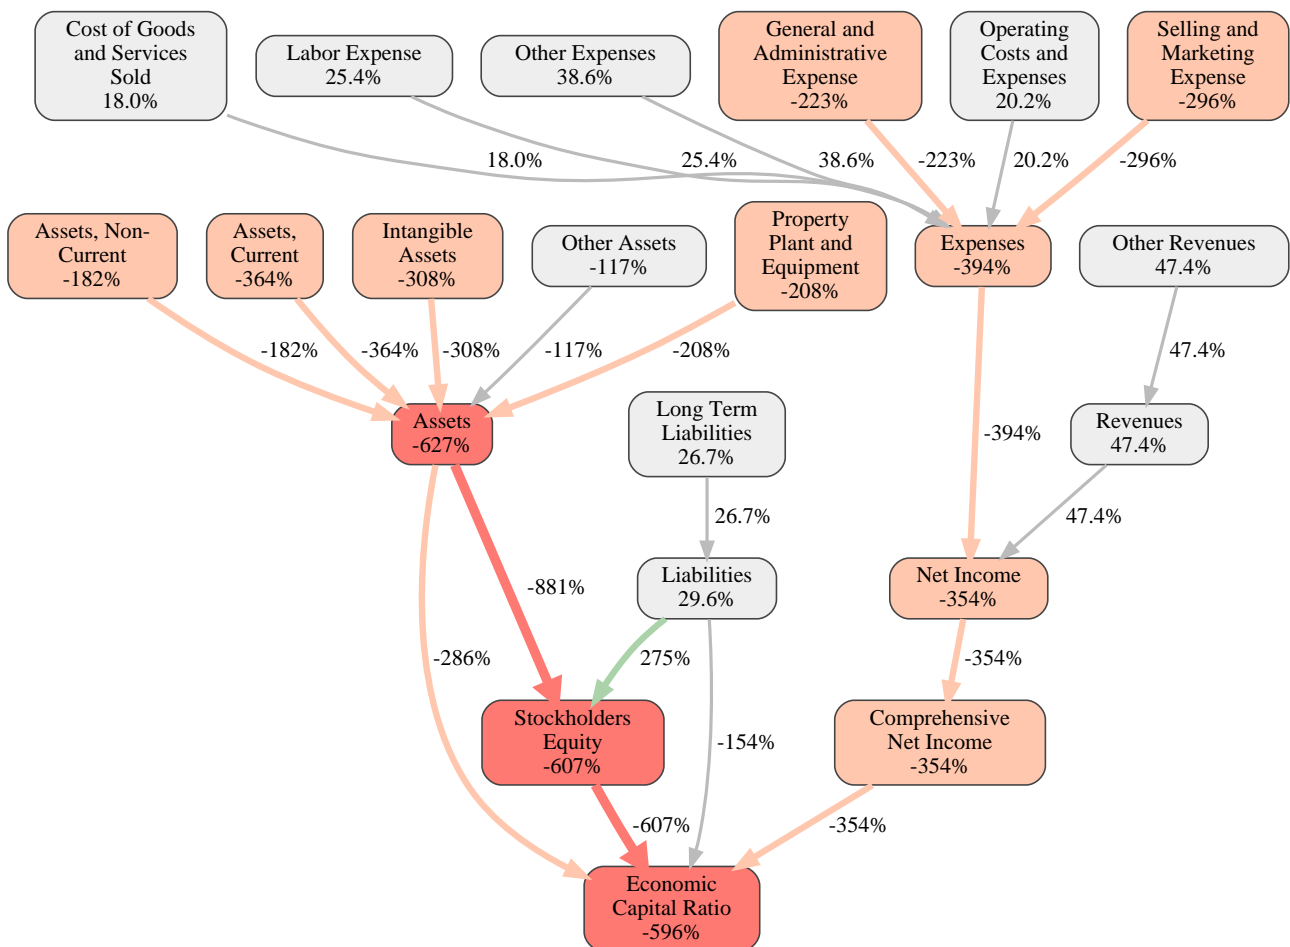 Cost of Goods
and Services
Sold
18.0%
Labor Expense
25.4%
Other Expenses
38.6%
General and
Administrative
Expense
-223%
Operating
Costs and
Expenses
20.2%
Selling and
Marketing
Expense
-296%
18.0%
25.4%
38.6%
-223%
20.2%
-296%
Assets, Non-
Current
-182%
Assets,
Current
-364%
Intangible
Assets
-308%
Other Assets
-117%
Property
Plant and
Equipment
-208%
Expenses
-394%
Other Revenues
47.4%
-182%
-364%
-308%
-117%
-208%
47.4%
Assets
-627%
Long Term
Liabilities
26.7%
-394%
Revenues
47.4%
26.7%
47.4%
-881%
Liabilities
29.6%
Net Income
-354%
-286%
275%
-354%
Stockholders
Equity
-607%
-154%
Comprehensive
Net Income
-354%
-607%
-354%
Economic
Capital Ratio
-596%